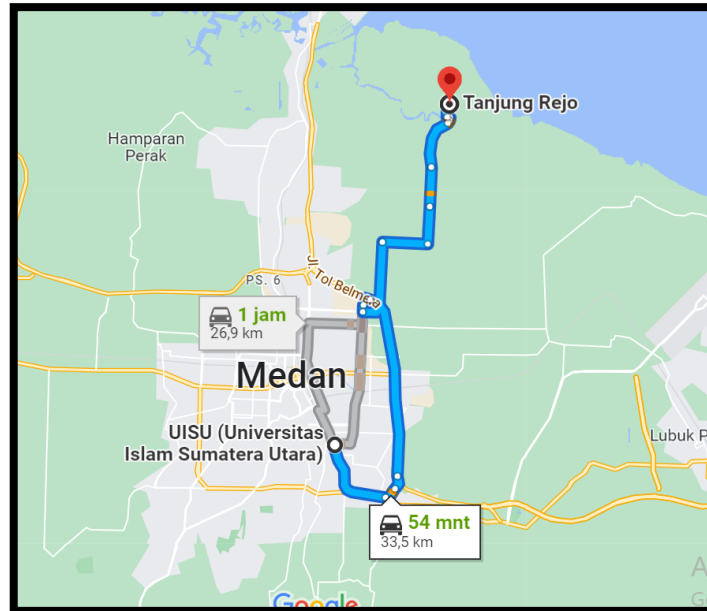 Tanjung Rejo
Hamparan
Perak
PS. 6
Jl. Tol Belmera
1 jam
26,9 km
Medan
UISU (Universitas
Islam Sumatera Utara)
Lubuk P
54 mnt
33,5 km
Google